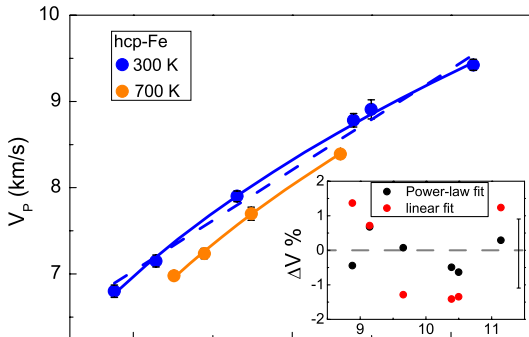 10
hcp-Fe
300 K
700 K
9
8
7
V_P (km/s)
2
Power-law fit
linear fit
1
0
-1
-2
ΔV %
9
10
11